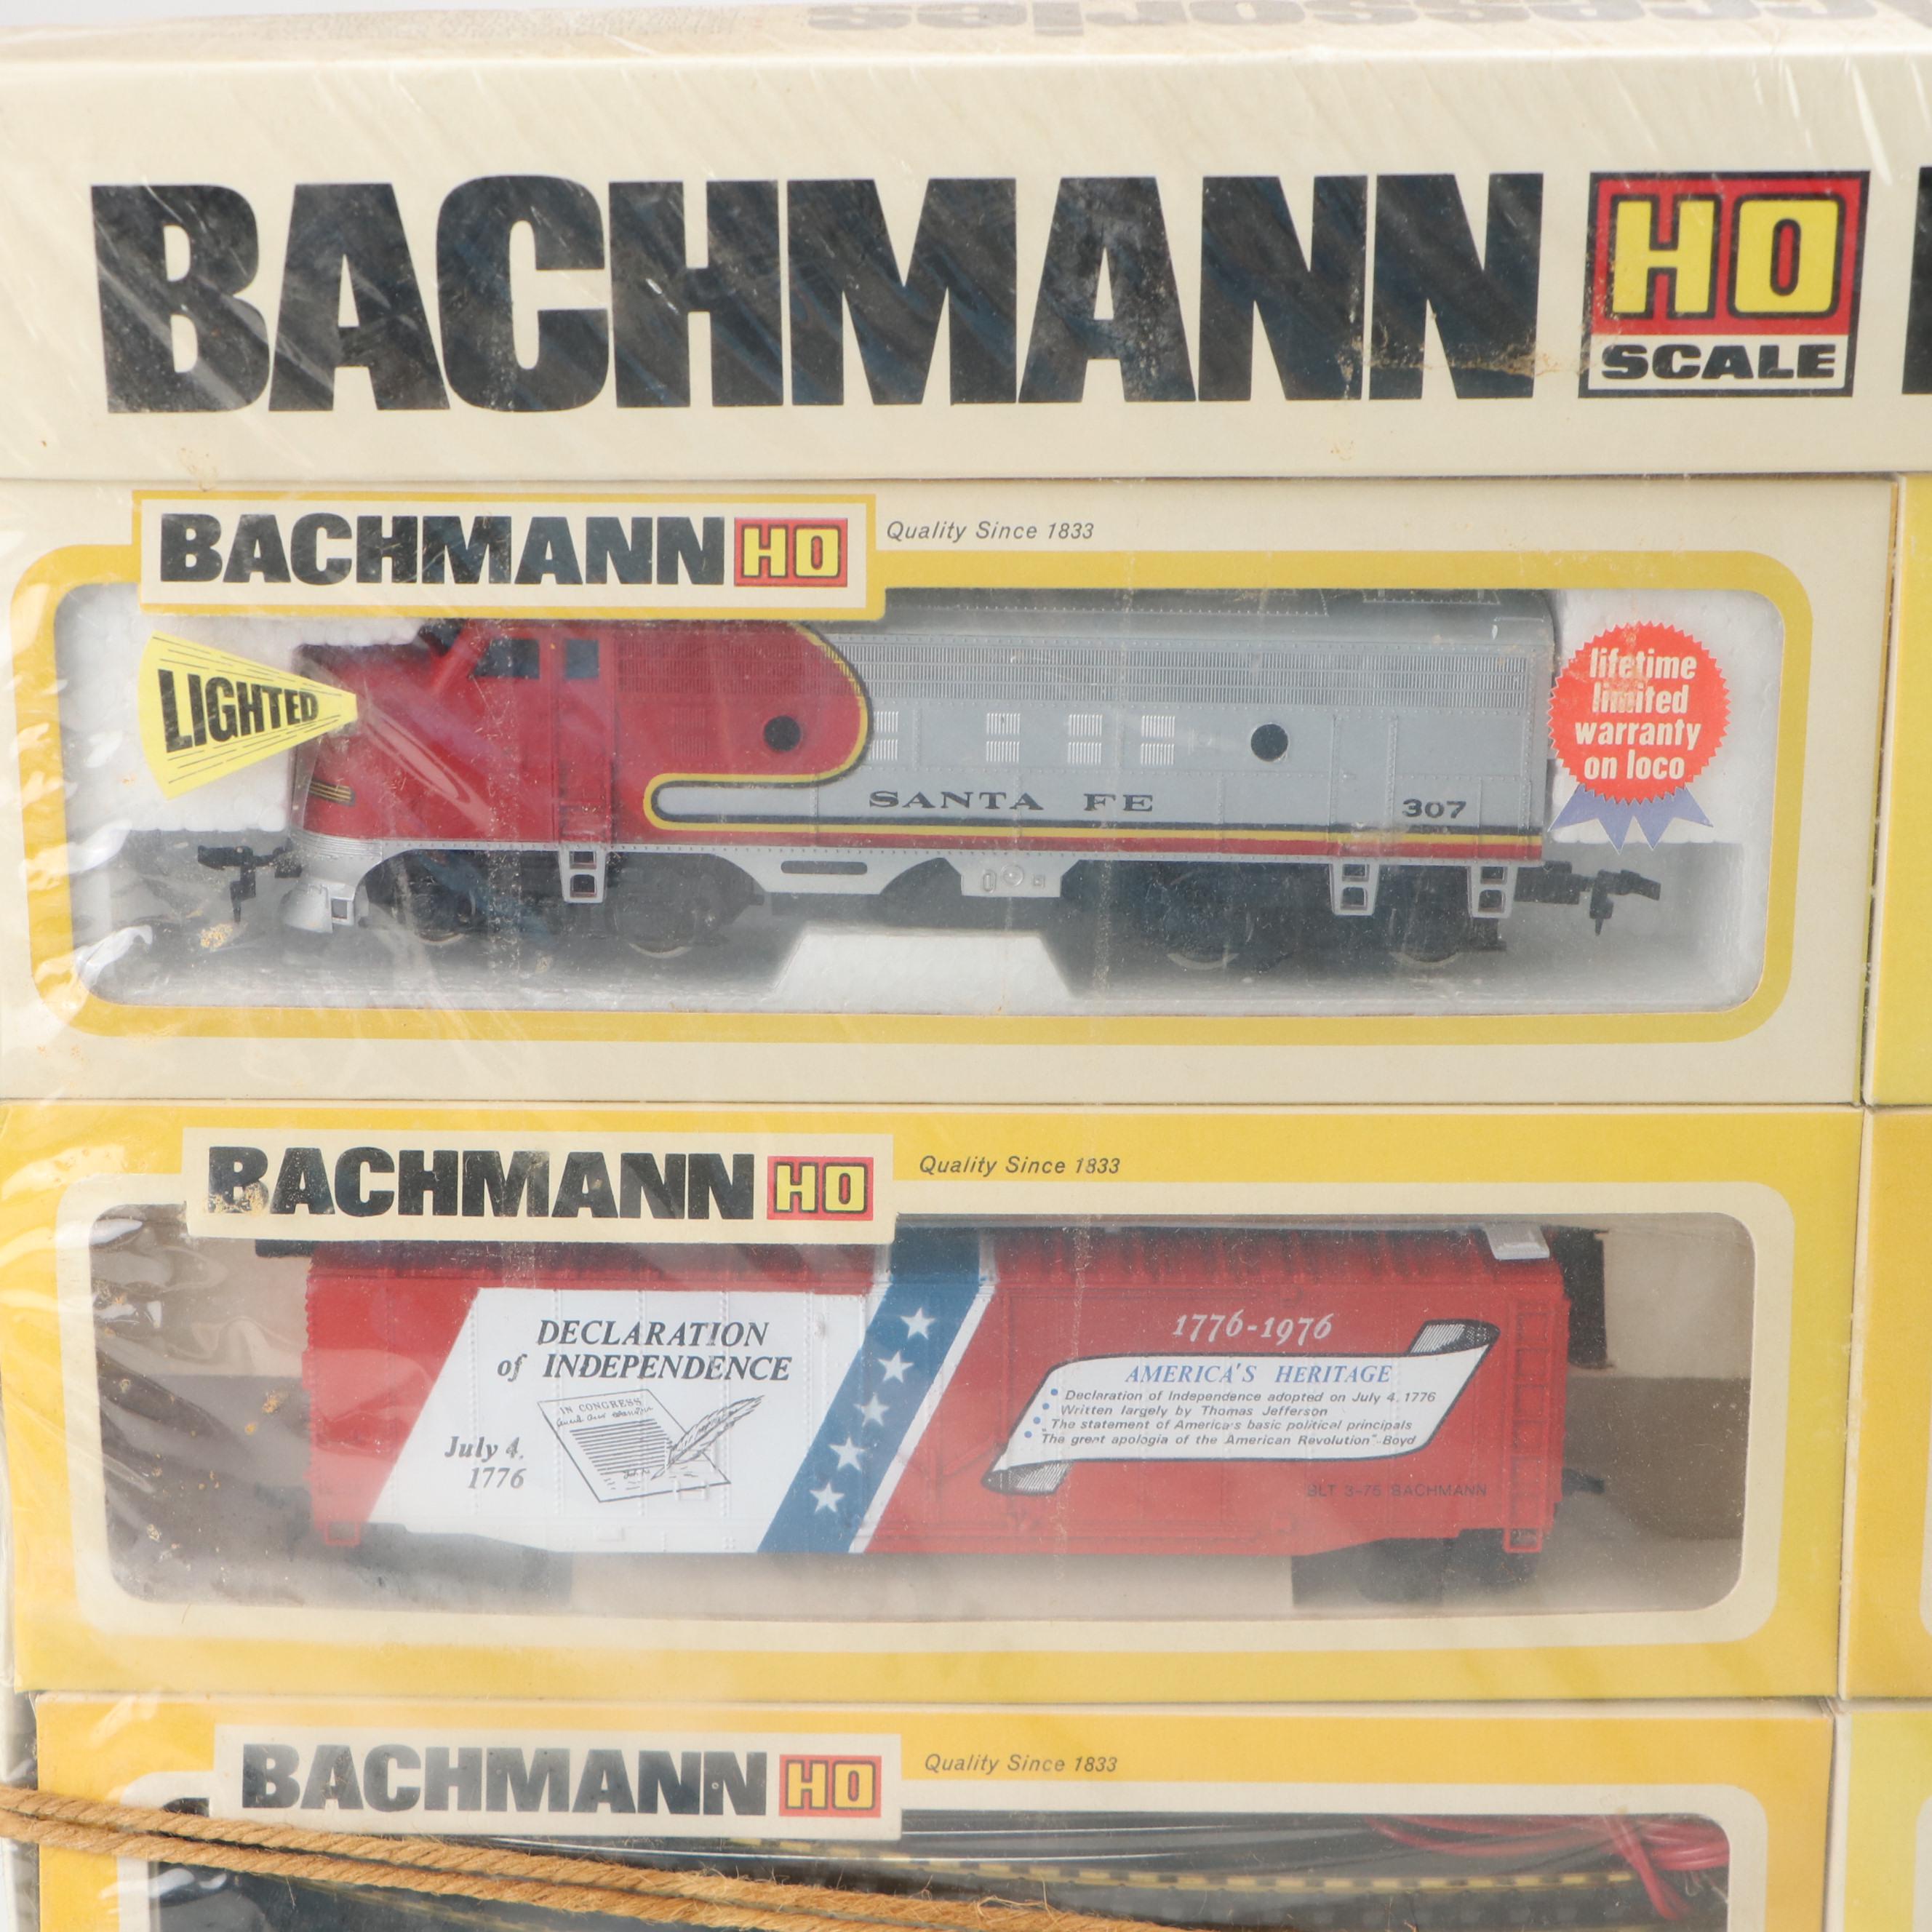 ccessories
BACHMANN HO
SCALE
BACHMANN HO Quality Since 1833
LIGHTED
lifetime
limited
warranty
on loco
SANTA FE 307
BACHMANN HO Quality Since 1833
DECLARATION
of INDEPENDENCE
IN CONGRESS
July 4,
1776
1776-1976
AMERICA'S HERITAGE
• Declaration of Independence adopted on July 4, 1776
• Written largely by Thomas Jefferson
• The statement of America's basic political principals
• "The great apologia of the American Revolution"-Boyd
BLT 3-76 BACHMANN
BACHMANN HO Quality Since 1833